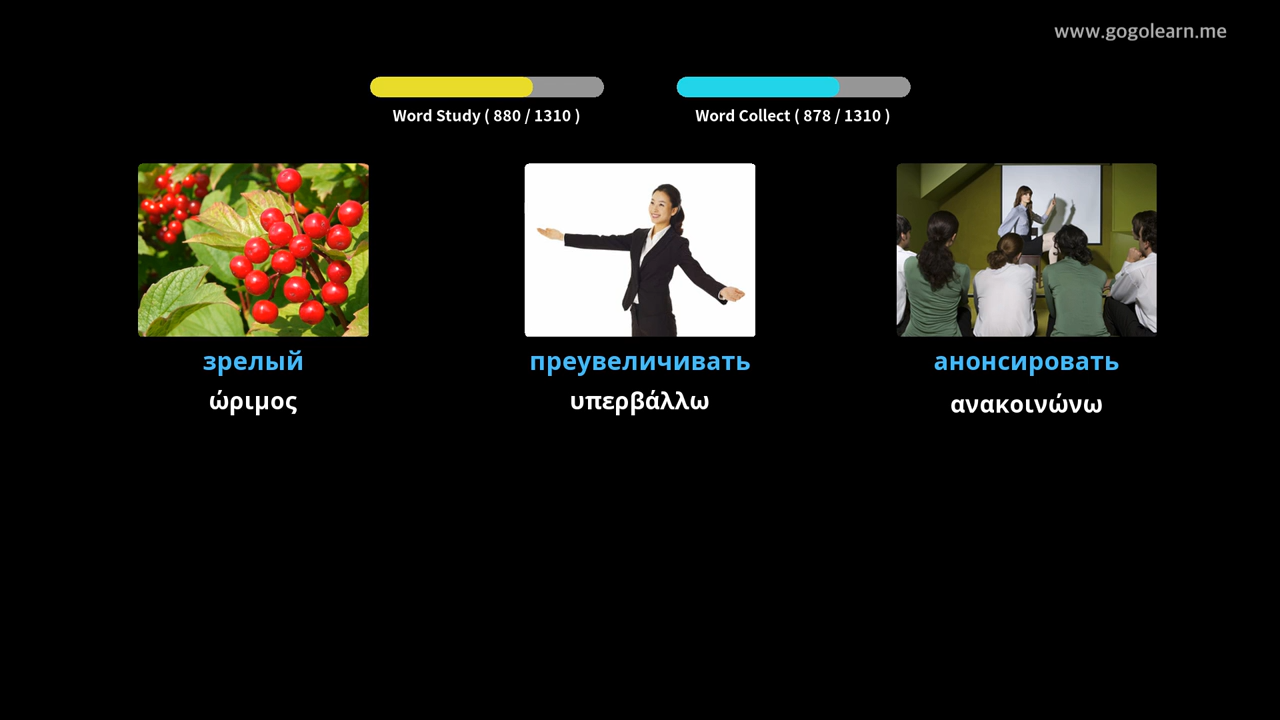 www.gogolearn.me
Word Study ( 880 / 1310 )
Word Collect ( 878 / 1310 )
зрелый
ώριμος
преувеличивать
υπερβάλλω
анонсировать
ανακοινώνω